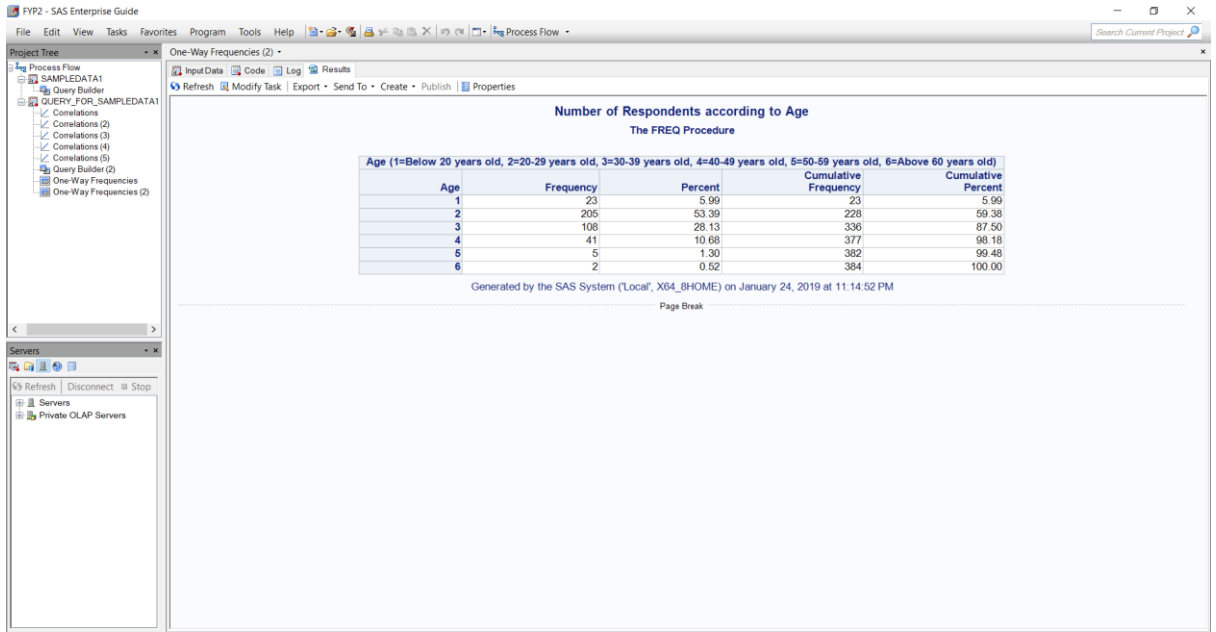 FYP2 - SAS Enterprise Guide
File Edit View Tasks Favorites Program Tools Help Process Flow Search Current Project
Project Tree
Process Flow
SAMPLEDATA1
Query Builder
QUERY_FOR_SAMPLEDATA1
Correlations
Correlations (2)
Correlations (3)
Correlations (4)
Correlations (5)
Query Builder (2)
One-Way Frequencies
One-Way Frequencies (2)
Servers
Refresh Disconnect Stop
Servers
Private OLAP Servers
One-Way Frequencies (2)
Input Data Code Log Results
Refresh Modify Task Export Send To Create Publish Properties
Number of Respondents according to Age
The FREQ Procedure
Age (1=Below 20 years old, 2=20-29 years old, 3=30-39 years old, 4=40-49 years old, 5=50-59 years old, 6=Above 60 years old)
Age Frequency Percent Cumulative Frequency Cumulative Percent
1 23 5.99 23 5.99
2 205 53.39 228 59.38
3 108 28.13 336 87.50
4 41 10.68 377 98.18
5 5 1.30 382 99.48
6 2 0.52 384 100.00
Generated by the SAS System ('Local', X64_8HOME) on January 24, 2019 at 11:14:52 PM
Page Break